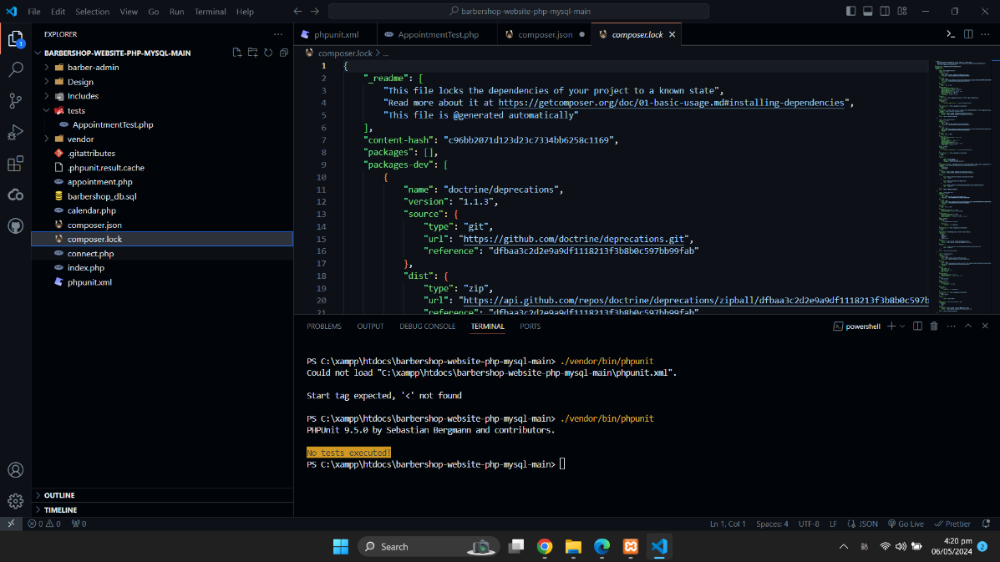 File Edit Selection View Go Run Terminal Help
barbershop-website-php-mysql-main
EXPLORER
BARBERSHOP-WEBSITE-PHP-MYSQL-MAIN
barber-admin
Design
Includes
tests
AppointmentTest.php
vendor
.gitattributes
.phpunit.result.cache
appointment.php
barbershop_db.sql
calendar.php
composer.json
composer.lock
connect.php
index.php
phpunit.xml
OUTLINE
TIMELINE
1
phpunit.xml AppointmentTest.php composer.json composer.lock
composer.lock > ...
1 {
2 "_readme": [
3 "This file locks the dependencies of your project to a known state",
4 "Read more about it at https://getcomposer.org/doc/01-basic-usage.md#installing-dependencies",
5 "This file is @generated automatically"
6 ],
7 "content-hash": "c96bb2071d123d23c7334bb6258c1169",
8 "packages": [],
9 "packages-dev": [
10 {
11 "name": "doctrine/deprecations",
12 "version": "1.1.3",
13 "source": {
14 "type": "git",
15 "url": "https://github.com/doctrine/deprecations.git",
16 "reference": "dfbaa3c2d2e9a9df1118213f3b8b0c597bb99fab"
17 },
18 "dist": {
19 "type": "zip",
20 "url": "https://api.github.com/repos/doctrine/deprecations/zipball/dfbaa3c2d2e9a9df1118213f3b8b0c597b
21 "reference": "dfbaa3c2d2e9a9df1118213f3b8b0c597bb99fab"
PROBLEMS OUTPUT DEBUG CONSOLE TERMINAL PORTS
powershell
PS C:\xampp\htdocs\barbershop-website-php-mysql-main> ./vendor/bin/phpunit
Could not load "C:\xampp\htdocs\barbershop-website-php-mysql-main\phpunit.xml".
Start tag expected, '<' not found
PS C:\xampp\htdocs\barbershop-website-php-mysql-main> ./vendor/bin/phpunit
PHPUnit 9.5.0 by Sebastian Bergmann and contributors.
No tests executed!
PS C:\xampp\htdocs\barbershop-website-php-mysql-main>
0 0 0
Ln 1, Col 1 Spaces: 4 UTF-8 LF {} JSON Go Live Prettier
Search
4:20 pm
06/05/2024
2